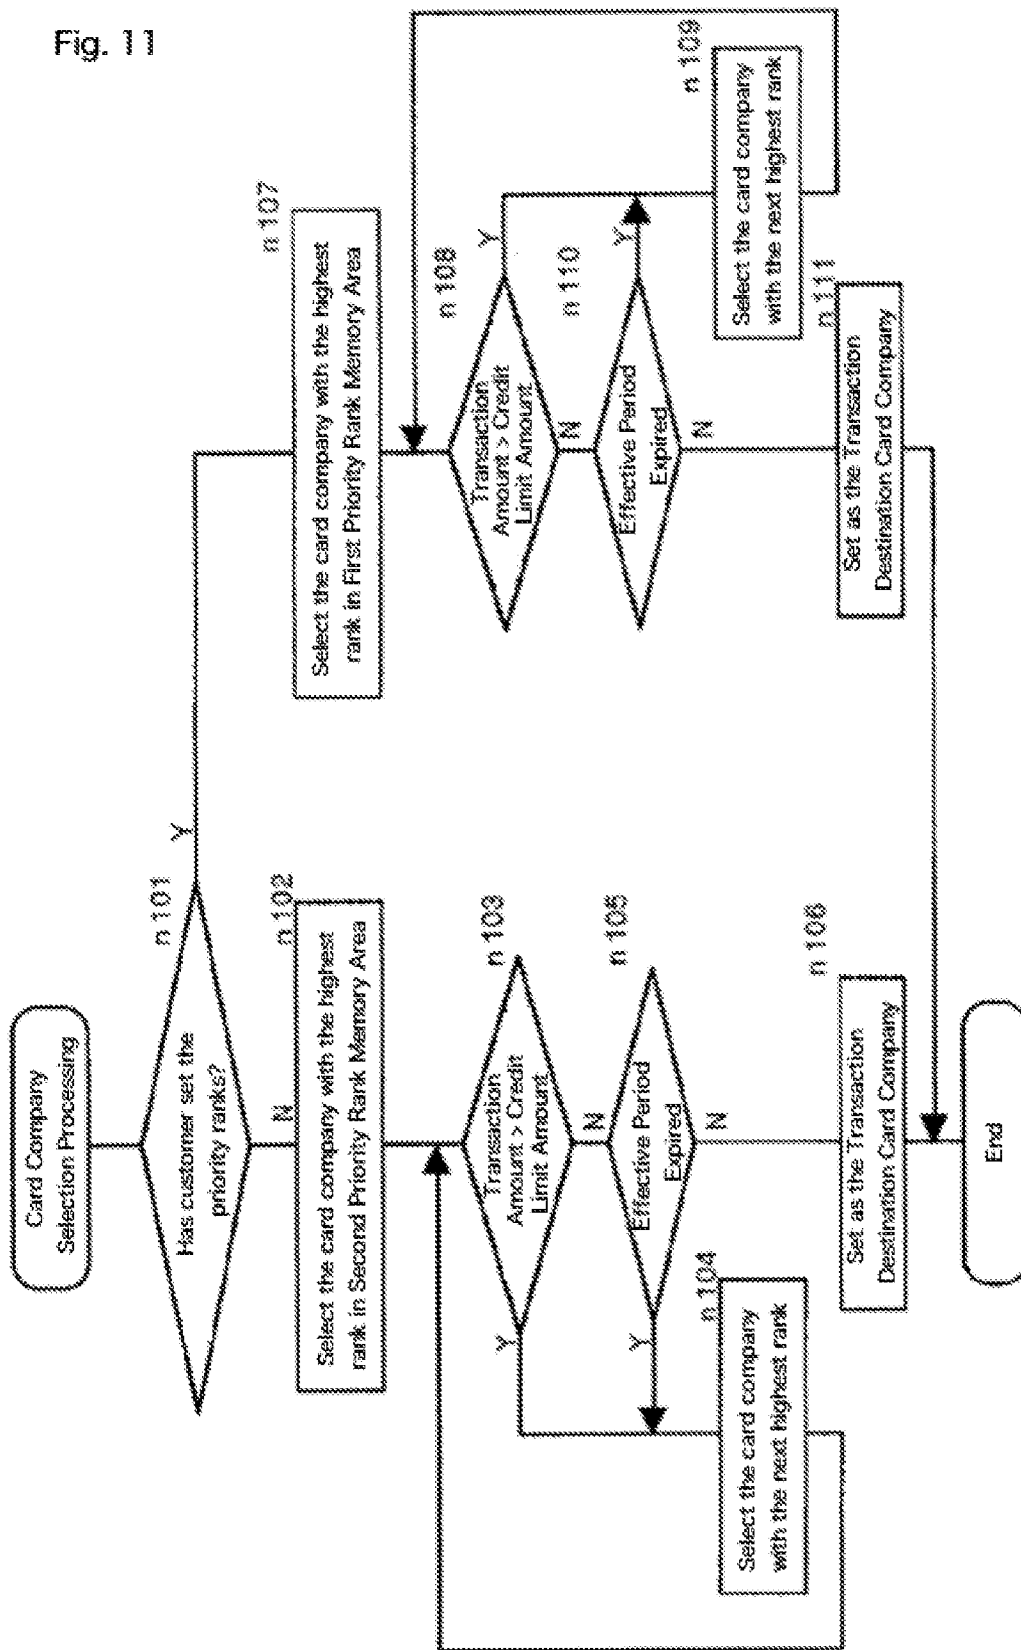 Fig. 11
Card Company
Selection Processing
n 101
Has customer set the
priority ranks?
Y
N
n 102
Select the card company with the highest
rank in Second Priority Rank Memory Area
n 103
Transaction
Amount > Credit
Limit Amount
Y
N
n 105
Effective Period
Expired
Y
N
n 104
Select the card company
with the next highest rank
n 106
Set as the Transaction
Destination Card Company
n 107
Select the card company with the highest
rank in First Priority Rank Memory Area
n 108
Transaction
Amount > Credit
Limit Amount
Y
N
n 110
Effective Period
Expired
Y
N
n 109
Select the card company
with the next highest rank
n 111
Set as the Transaction
Destination Card Company
End